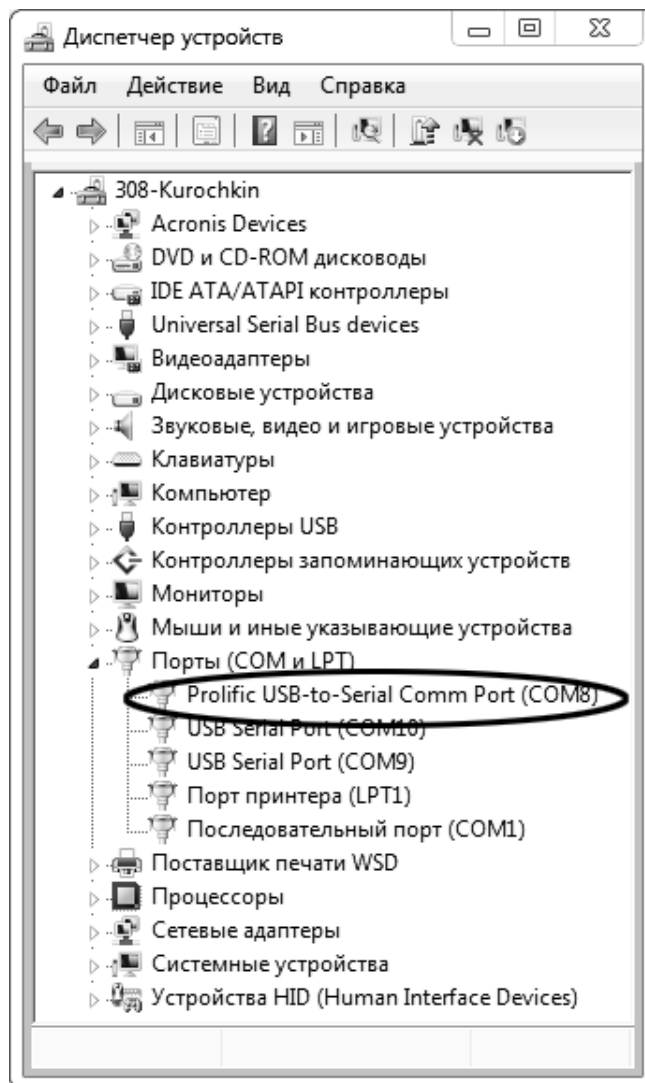 Диспетчер устройств
Файл Действие Вид Справка
308-Kurochkin
Acronis Devices
DVD и CD-ROM дисководы
IDE ATA/ATAPI контроллеры
Universal Serial Bus devices
Видеоадаптеры
Дисковые устройства
Звуковые, видео и игровые устройства
Клавиатуры
Компьютер
Контроллеры USB
Контроллеры запоминающих устройств
Мониторы
Мыши и иные указывающие устройства
Порты (COM и LPT)
Prolific USB-to-Serial Comm Port (COM8)
USB Serial Port (COM10)
USB Serial Port (COM9)
Порт принтера (LPT1)
Последовательный порт (COM1)
Поставщик печати WSD
Процессоры
Сетевые адаптеры
Системные устройства
Устройства HID (Human Interface Devices)